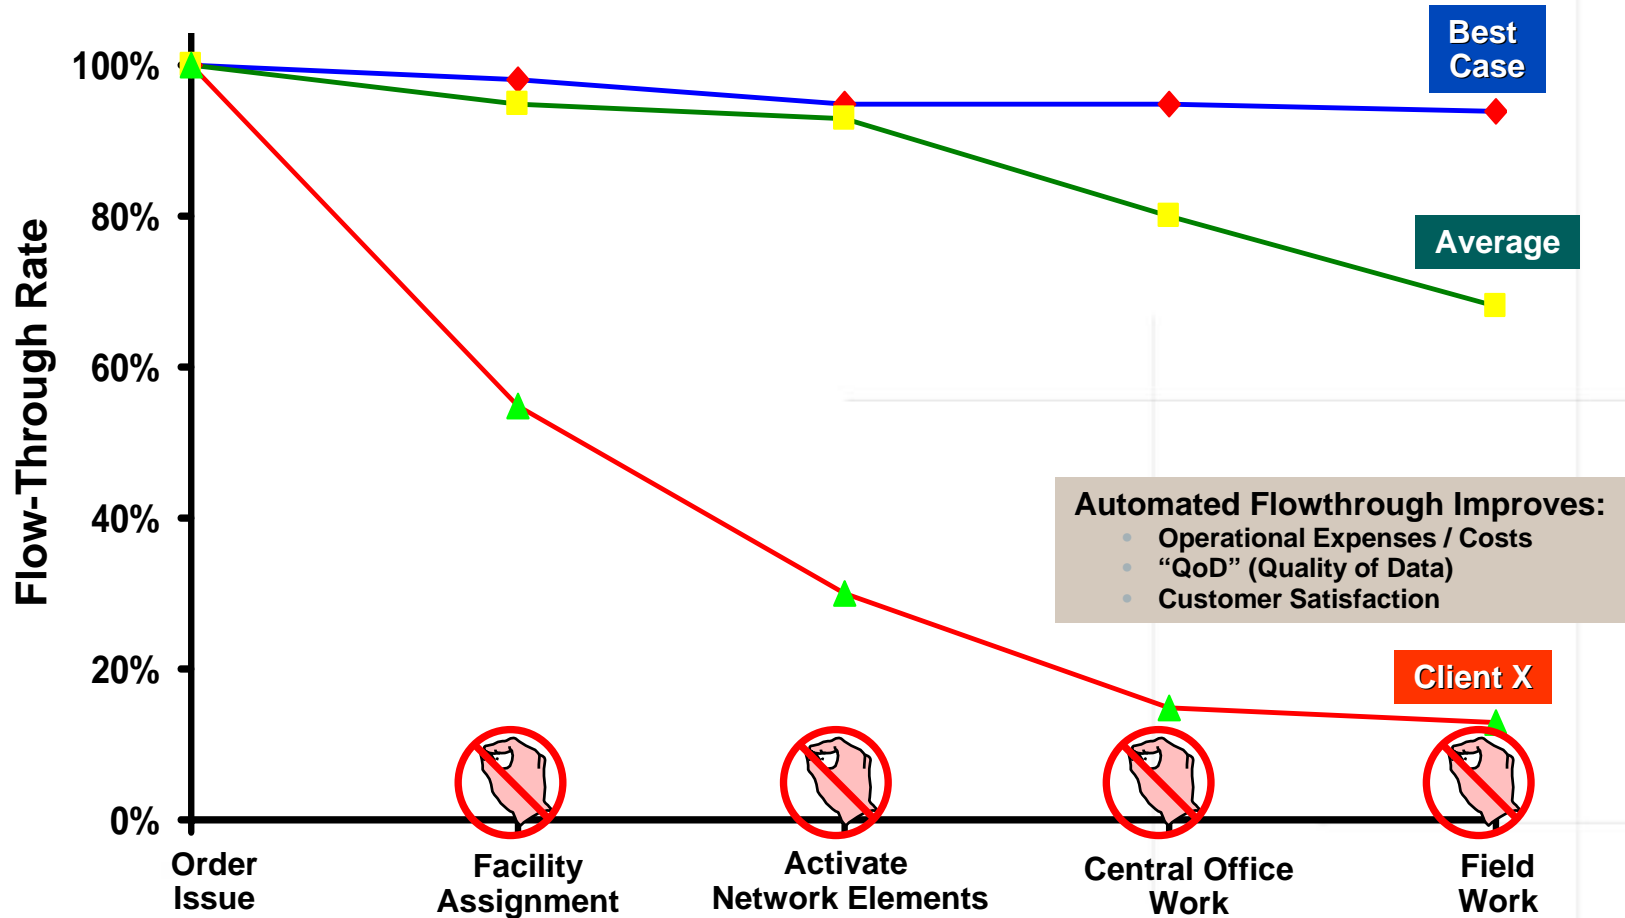 Best
Case
100%
80%
Average
60%
Flow-Through Rate
40%
Automated Flowthrough Improves:
• Operational Expenses / Costs
• “QoD” (Quality of Data)
• Customer Satisfaction
20%
Client X
0%
Order
Issue
Facility
Assignment
Activate
Network Elements
Central Office
Work
Field
Work